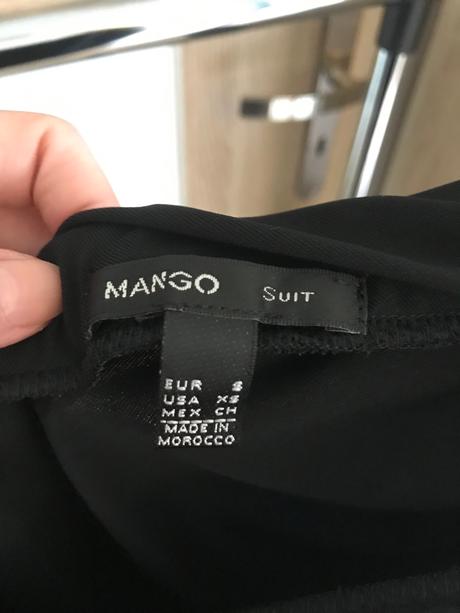 MANGO SUIT
EUR S
USA XS
MEX CH
MADE IN
MOROCCO